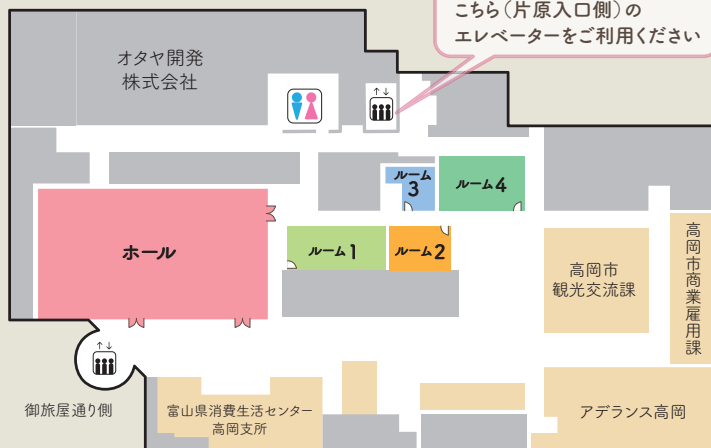 こちら（片原入口側）の
エレベーターをご利用ください
オタヤ開発
株式会社
ルーム
3
ルーム4
ホール
ルーム1
ルーム2
高岡市
観光交流課
高岡市商業雇用課
御旅屋通り側
富山県消費生活センター
高岡支所
アデランス高岡